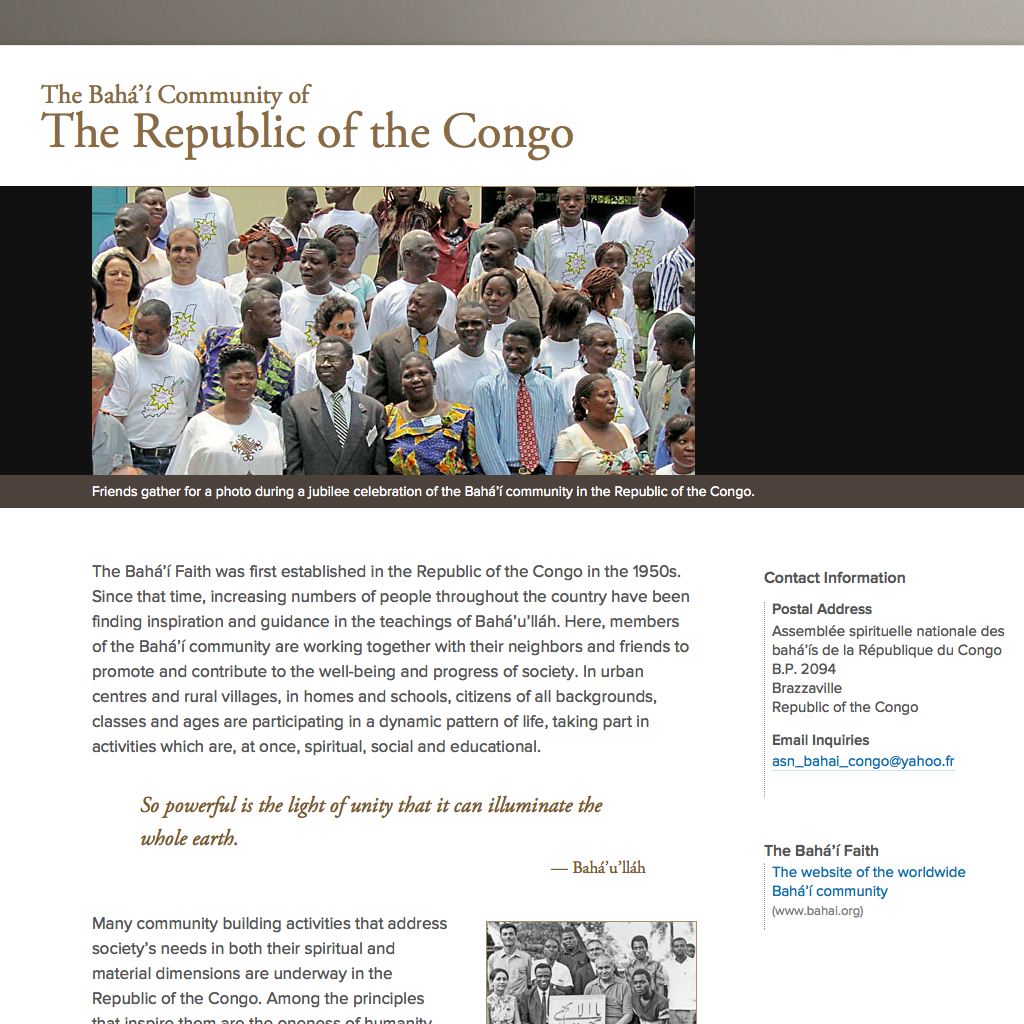 The Bahá’í Community of
The Republic of the Congo
Friends gather for a photo during a jubilee celebration of the Bahá’í community in the Republic of the Congo.
The Bahá’í Faith was first established in the Republic of the Congo in the 1950s.
Since that time, increasing numbers of people throughout the country have been
finding inspiration and guidance in the teachings of Bahá’u’lláh. Here, members
of the Bahá’í community are working together with their neighbors and friends to
promote and contribute to the well-being and progress of society. In urban
centres and rural villages, in homes and schools, citizens of all backgrounds,
classes and ages are participating in a dynamic pattern of life, taking part in
activities which are, at once, spiritual, social and educational.
So powerful is the light of unity that it can illuminate the
whole earth.
— Bahá’u’lláh
Many community building activities that address
society’s needs in both their spiritual and
material dimensions are underway in the
Republic of the Congo. Among the principles
that inspire them are the oneness of humanity,
Contact Information
Postal Address
Assemblée spirituelle nationale des
bahá’ís de la République du Congo
B.P. 2094
Brazzaville
Republic of the Congo
Email Inquiries
asn_bahai_congo@yahoo.fr
The Bahá’í Faith
The website of the worldwide
Bahá’í community
(www.bahai.org)